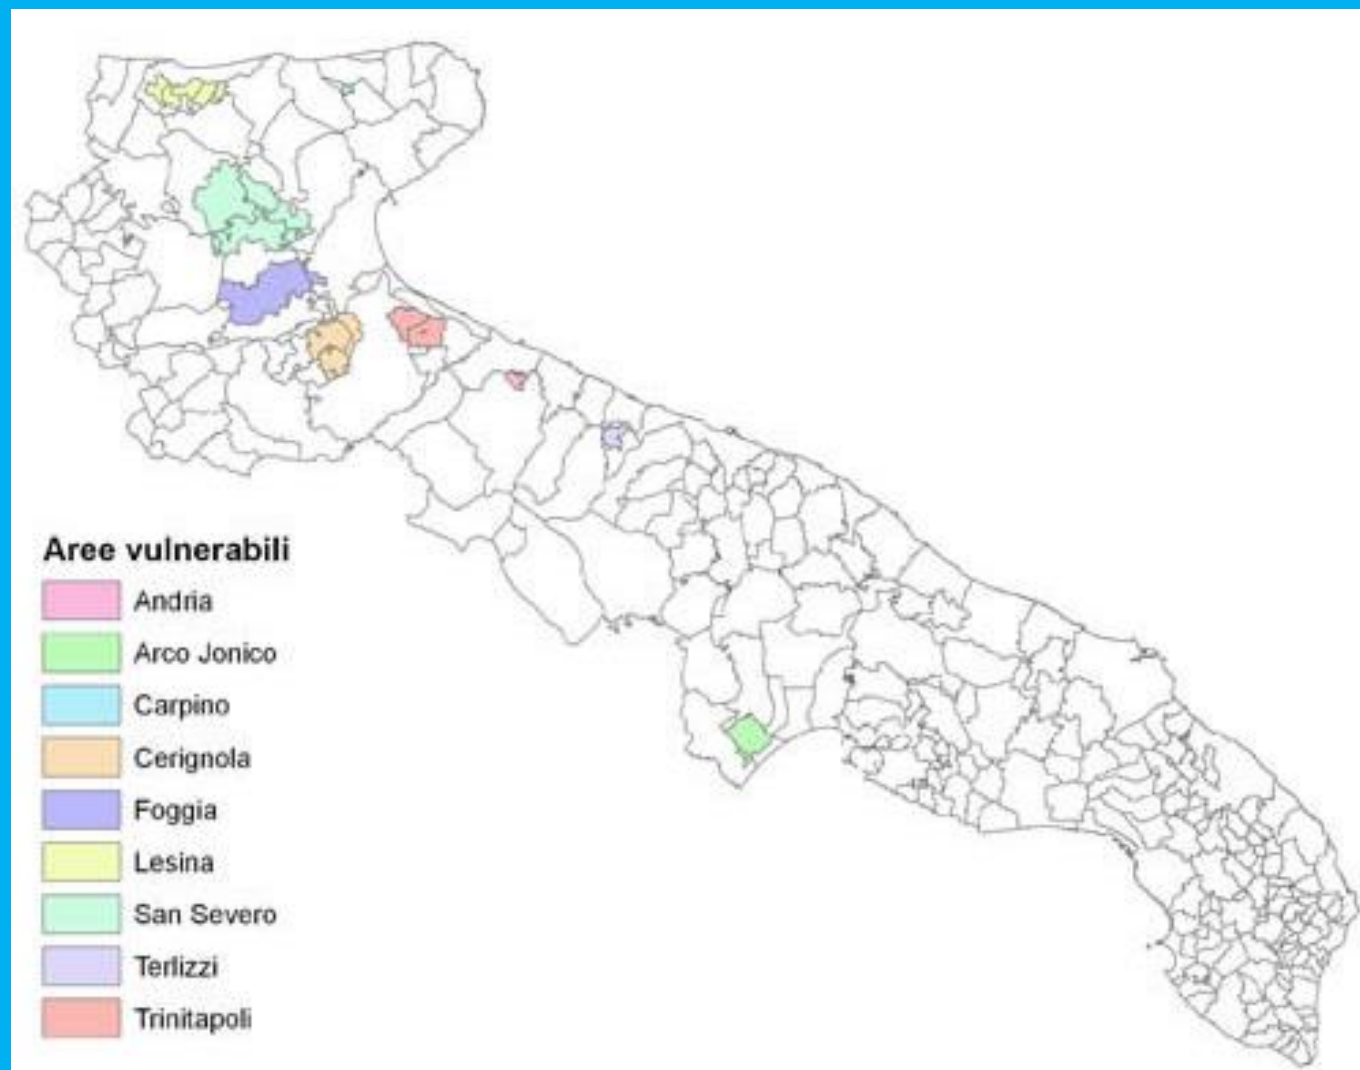 Aree vulnerabili
Andria
Arco Jonico
Carpino
Cerignola
Foggia
Lesina
San Severo
Terlizzi
Trinitapoli